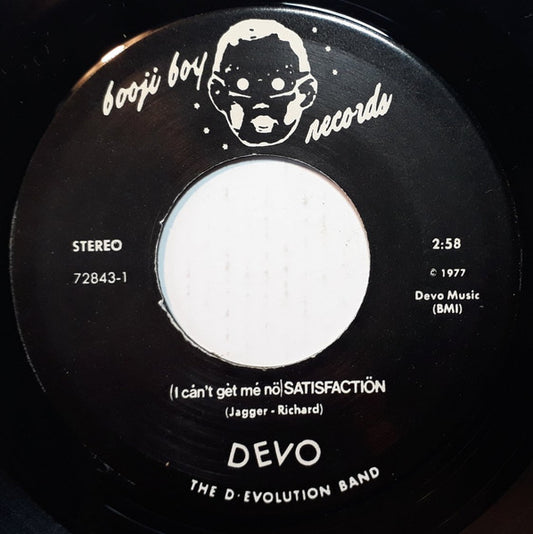 booji boy
records
STEREO
72843-1
2:58
© 1977
Devo Music
(BMI)
(I cân't gèt mé nö) SATISFACTIÖN
(Jagger - Richard)
DEVO
THE D·EVOLUTION BAND